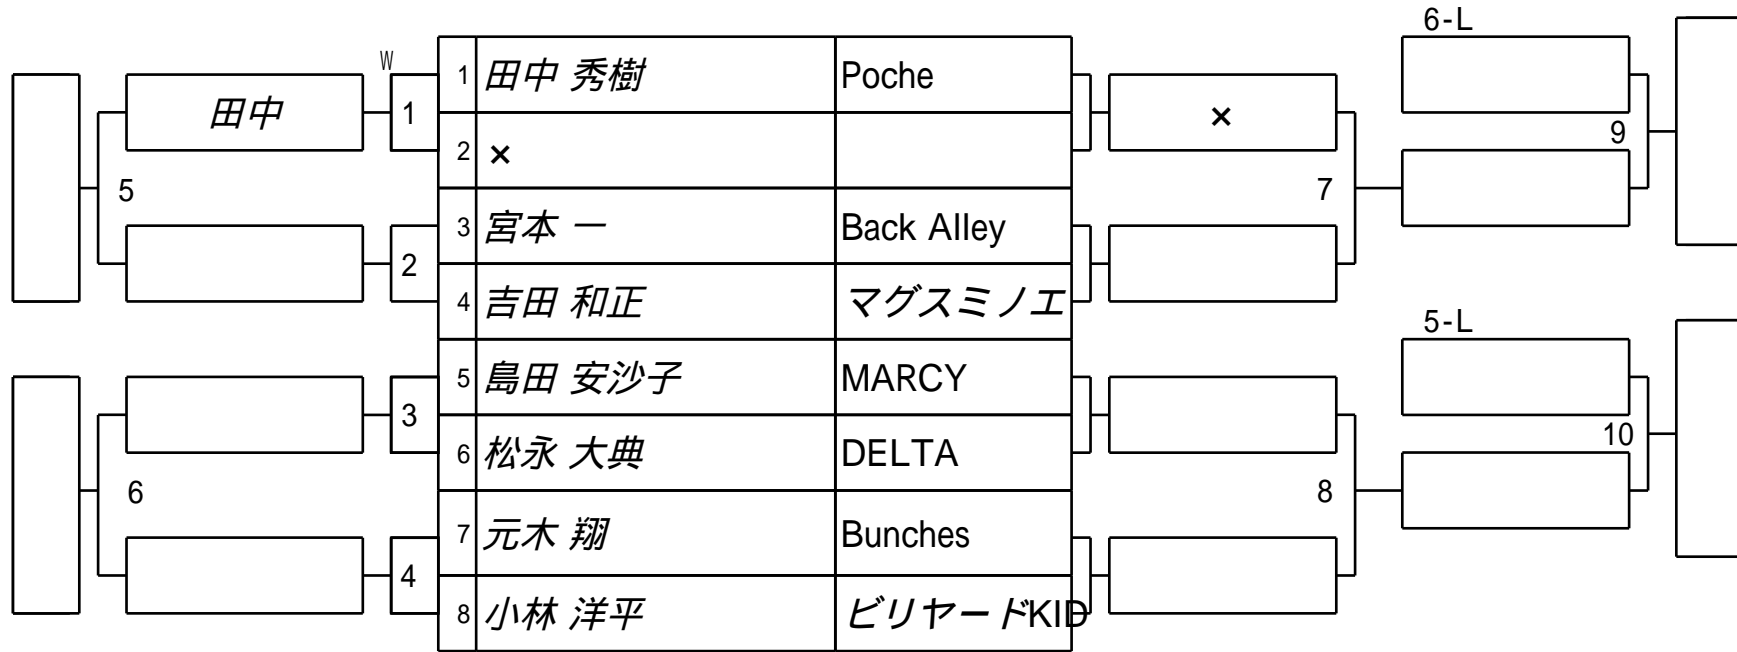 6-L
W
1 田中 秀樹 Poche
田中 1 ×
2 × 9
5 7
3 宮本 一 Back Alley
2
4 吉田 和正 マグスミノエ
5-L
5 島田 安沙子 MARCY
3
6 松永 大典 DELTA 10
6 8
7 元木 翔 Bunches
4
8 小林 洋平 ビリヤードKID